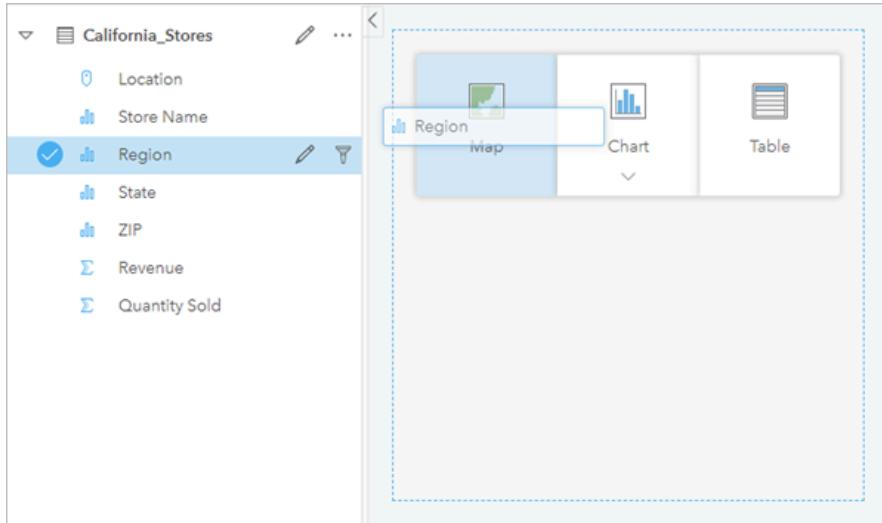 California_Stores
Location
Store Name
Region
State
ZIP
Revenue
Quantity Sold
Region
Map
Chart
Table